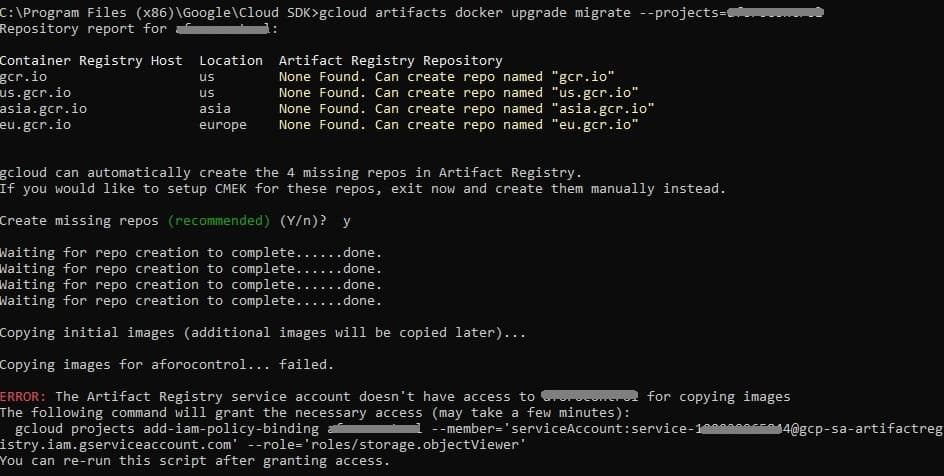 C:\Program Files (x86)\Google\Cloud SDK>gcloud artifacts docker upgrade migrate --projects=
Repository report for :
Container Registry Host Location Artifact Registry Repository
gcr.io us None Found. Can create repo named "gcr.io"
us.gcr.io us None Found. Can create repo named "us.gcr.io"
asia.gcr.io asia None Found. Can create repo named "asia.gcr.io"
eu.gcr.io europe None Found. Can create repo named "eu.gcr.io"
gcloud can automatically create the 4 missing repos in Artifact Registry.
If you would like to setup CMEK for these repos, exit now and create them manually instead.
Create missing repos (recommended) (Y/n)? y
Waiting for repo creation to complete......done.
Waiting for repo creation to complete......done.
Waiting for repo creation to complete......done.
Waiting for repo creation to complete......done.
Copying initial images (additional images will be copied later)...
Copying images for aforocontrol... failed.
ERROR: The Artifact Registry service account doesn't have access to for copying images
The following command will grant the necessary access (may take a few minutes):
gcloud projects add-iam-policy-binding --member='serviceAccount:service-1 4@gcp-sa-artifactreg
istry.iam.gserviceaccount.com' --role='roles/storage.objectViewer'
You can re-run this script after granting access.